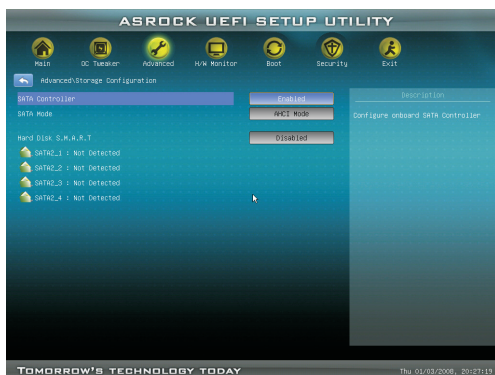 ASROCK UEFI SETUP UTILITY
Main OC Tweaker Advanced H/W Monitor Boot Security Exit
Advanced\Storage Configuration
Description
SATA Controller Enabled
SATA Mode AHCI Mode
Configure onboard SATA Controller
Hard Disk S.M.A.R.T Disabled
SATA2_1 : Not Detected
SATA2_2 : Not Detected
SATA2_3 : Not Detected
SATA2_4 : Not Detected
TOMORROW'S TECHNOLOGY TODAY
Thu 01/03/2008, 20:27:19